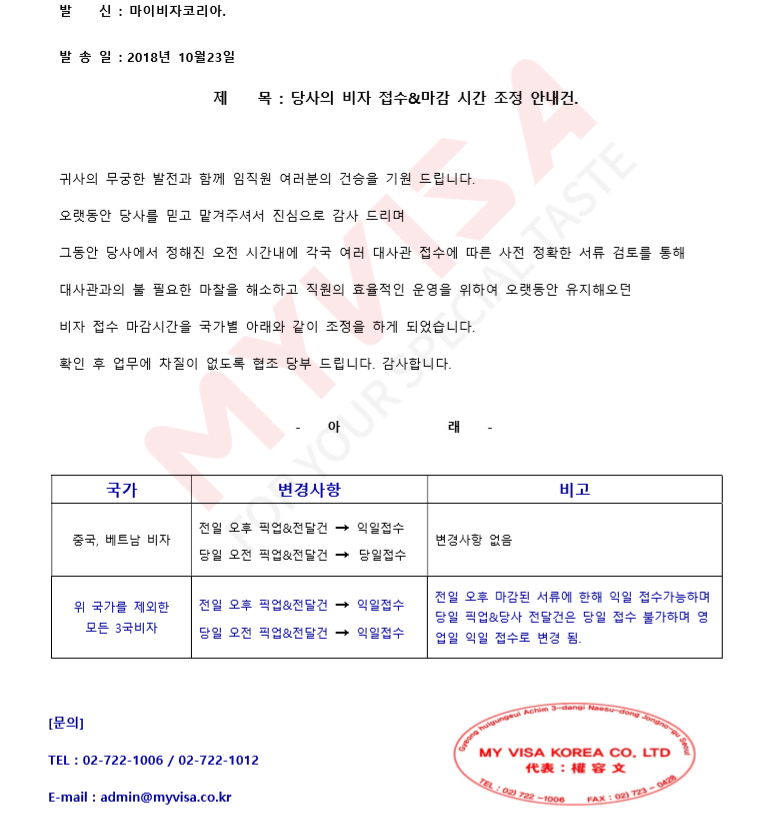 발 신 : 마이비자코리아.
발 송 일 : 2018년 10월23일
제 목 : 당사의 비자 접수&마감 시간 조정 안내건.
귀사의 무궁한 발전과 함께 임직원 여러분의 건승을 기원 드립니다.
오랫동안 당사를 믿고 맡겨주셔서 진심으로 감사 드리며
그동안 당사에서 정해진 오전 시간내에 각국 여러 대사관 접수에 따른 사전 정확한 서류 검토를 통해
대사관과의 불 필요한 마찰을 해소하고 직원의 효율적인 운영을 위하여 오랫동안 유지해오던
비자 접수 마감시간을 국가별 아래와 같이 조정을 하게 되었습니다.
확인 후 업무에 차질이 없도록 협조 당부 드립니다. 감사합니다.
MYVISA
FOR YOUR SPECIAL TASTE
- 아 래 -
국가 변경사항 비고
중국, 베트남 비자
전일 오후 픽업&전달건 → 익일접수
당일 오전 픽업&전달건 → 당일접수
변경사항 없음
위 국가를 제외한
모든 3국비자
전일 오후 픽업&전달건 → 익일접수
당일 오전 픽업&전달건 → 익일접수
전일 오후 마감된 서류에 한해 익일 접수가능하며
당일 픽업&당사 전달건은 당일 접수 불가하며 영
업일 익일 접수로 변경 됨.
[문의]
TEL : 02-722-1006 / 02-722-1012
E-mail : admin@myvisa.co.kr
Gyeong huigungeui Achim 3-dangi Naesu-dong Jongno-gu Seoul
MY VISA KOREA CO. LTD
代表 : 權容文
TEL : 02) 722 -1006 FAX : 02) 723 - 0428